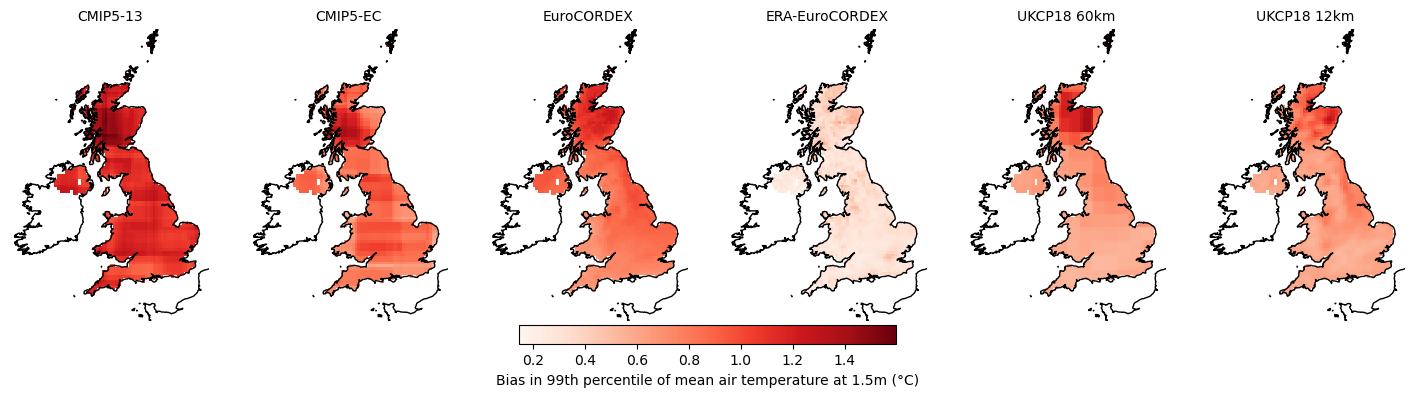 CMIP5-13
CMIP5-EC
EuroCORDEX
ERA-EuroCORDEX
UKCP18 60km
UKCP18 12km
0.2 0.4 0.6 0.8 1.0 1.2 1.4
Bias in 99th percentile of mean air temperature at 1.5m (°C)